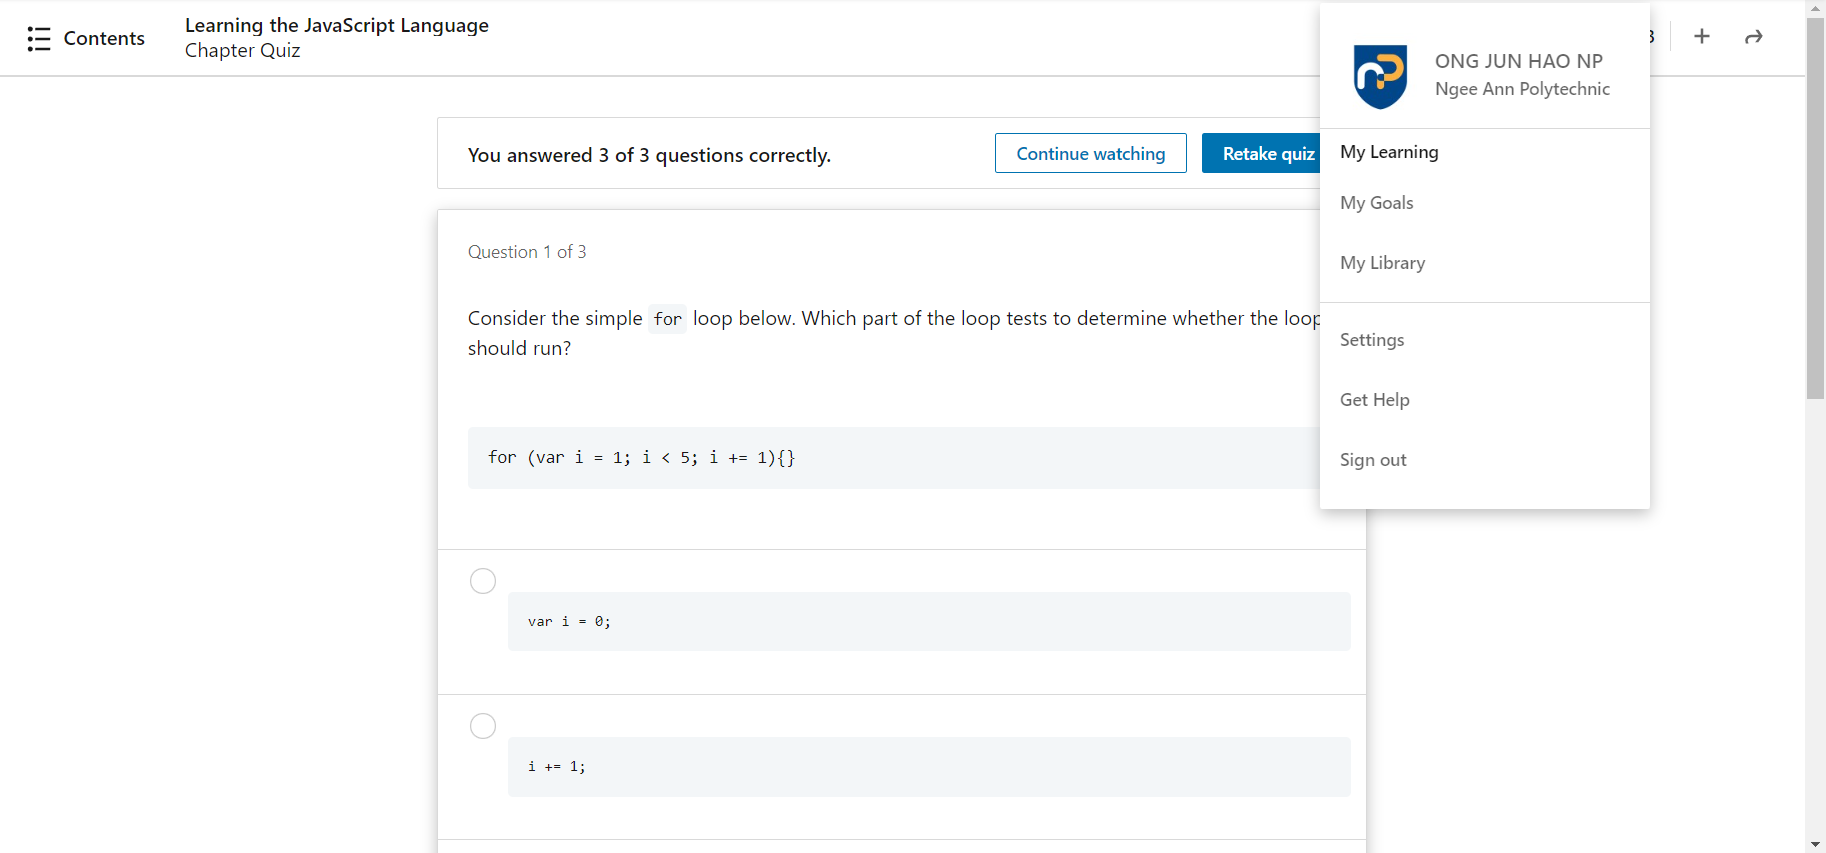 Contents
Learning the JavaScript Language
Chapter Quiz
3
ONG JUN HAO NP
Ngee Ann Polytechnic
My Learning
My Goals
My Library
Settings
Get Help
Sign out
You answered 3 of 3 questions correctly.
Continue watching
Retake quiz
Question 1 of 3
Consider the simple for loop below. Which part of the loop tests to determine whether the loop
should run?
for (var i = 1; i < 5; i += 1){}
var i = 0;
i += 1;